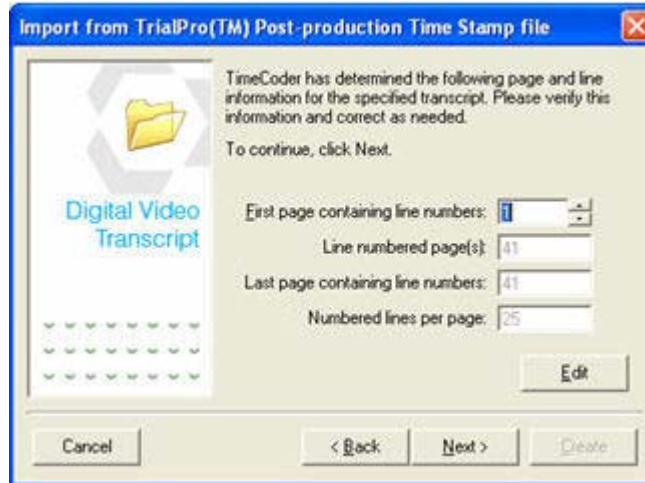 Import from TrialPro(TM) Post-production Time Stamp file
TimeCoder has determined the following page and line
information for the specified transcript. Please verify this
information and correct as needed.
To continue, click Next.
Digital Video
Transcript
First page containing line numbers: 1
Line numbered page(s): 41
Last page containing line numbers: 41
Numbered lines per page: 25
Edit
Cancel
< Back
Next >
Create